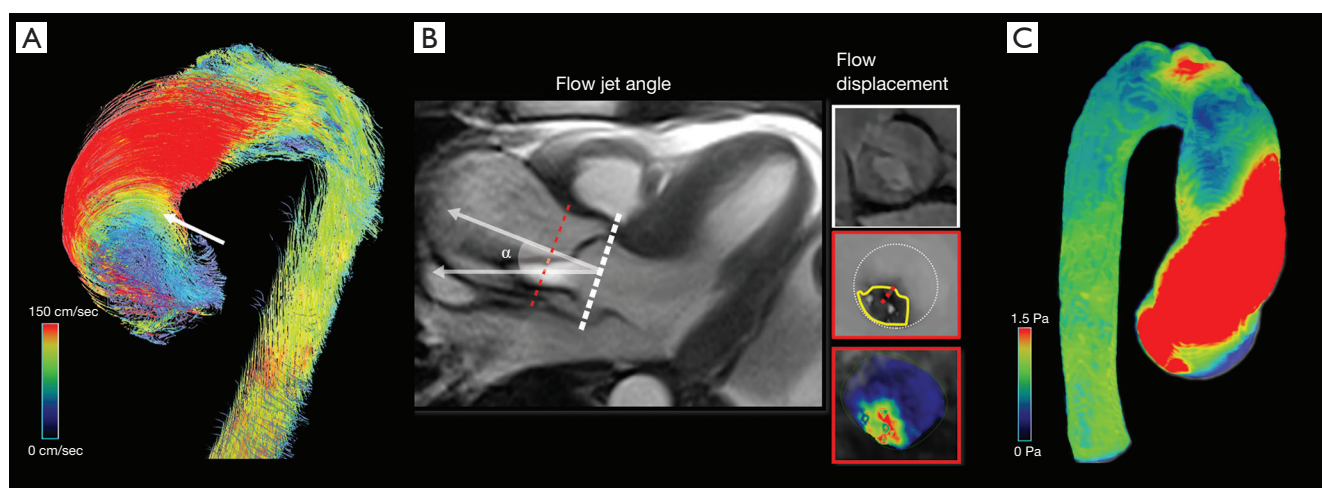 A
150 cm/sec
0 cm/sec
B
Flow jet angle
α
Flow
displacement
C
1.5 Pa
0 Pa